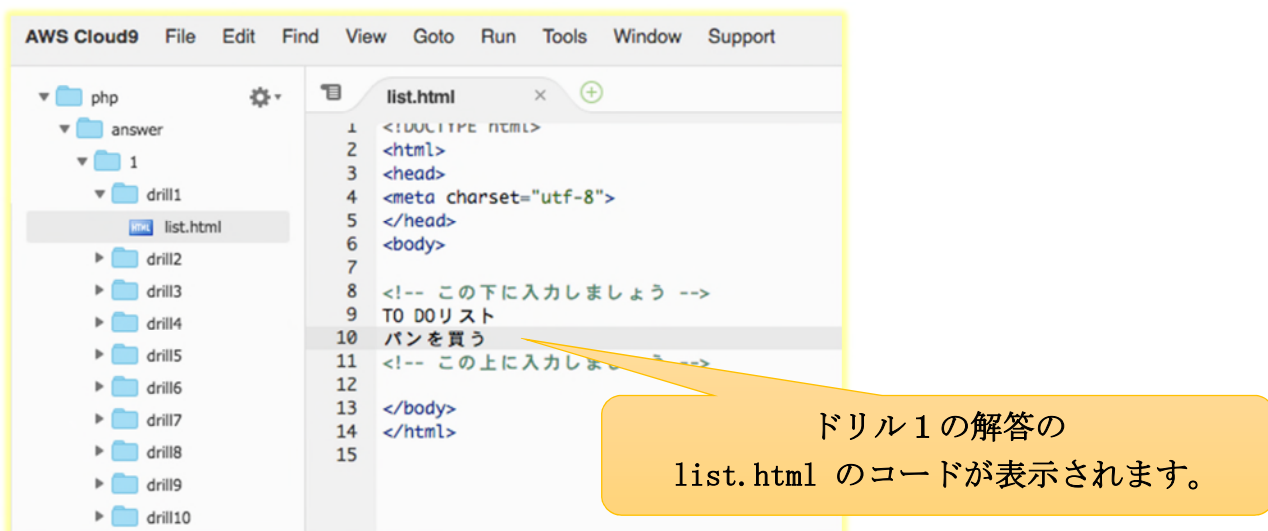 AWS Cloud9 File Edit Find View Goto Run Tools Window Support
php
answer
1
drill1
list.html
drill2
drill3
drill4
drill5
drill6
drill7
drill8
drill9
drill10
list.html
1 <!DOCTYPE html>
2 <html>
3 <head>
4 <meta charset="utf-8">
5 </head>
6 <body>
7
8 <!-- この下に入力しましょう -->
9 TO DOリスト
10 パンを買う
11 <!-- この上に入力しましょう -->
12
13 </body>
14 </html>
15
ドリル１の解答の
list.html のコードが表示されます。